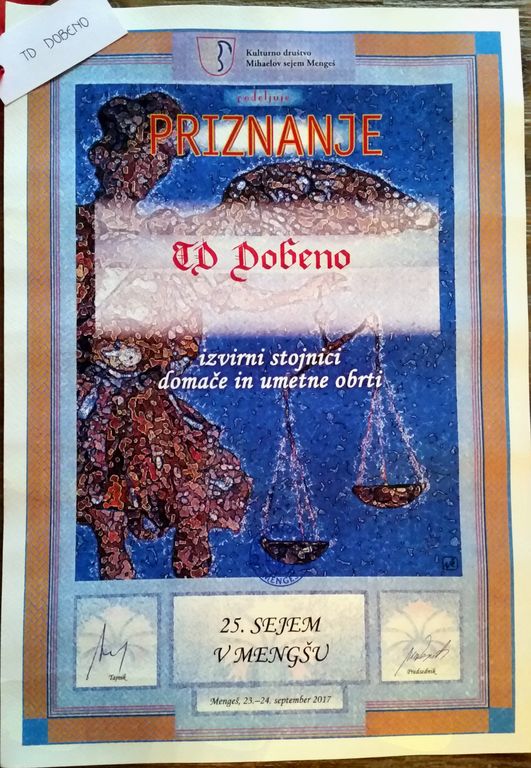 TD DOBENO
Kulturno društvo
Mihaelov sejem Mengeš
podeljuje
PRIZNANJE
TD Dobeno
izvirni stojnici
domače in umetne obrti
MENGEŠ
25. SEJEM
V MENGŠU
Tajnik
Predsednik
Mengeš, 23.–24. september 2017